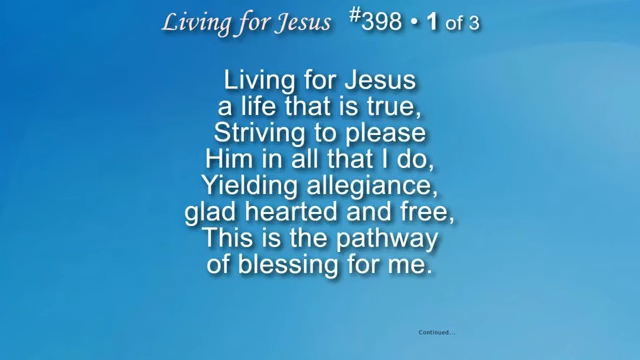 Living for Jesus #398 • 1 of 3
Living for Jesus
a life that is true,
Striving to please
Him in all that I do,
Yielding allegiance,
glad hearted and free,
This is the pathway
of blessing for me.
Continued...